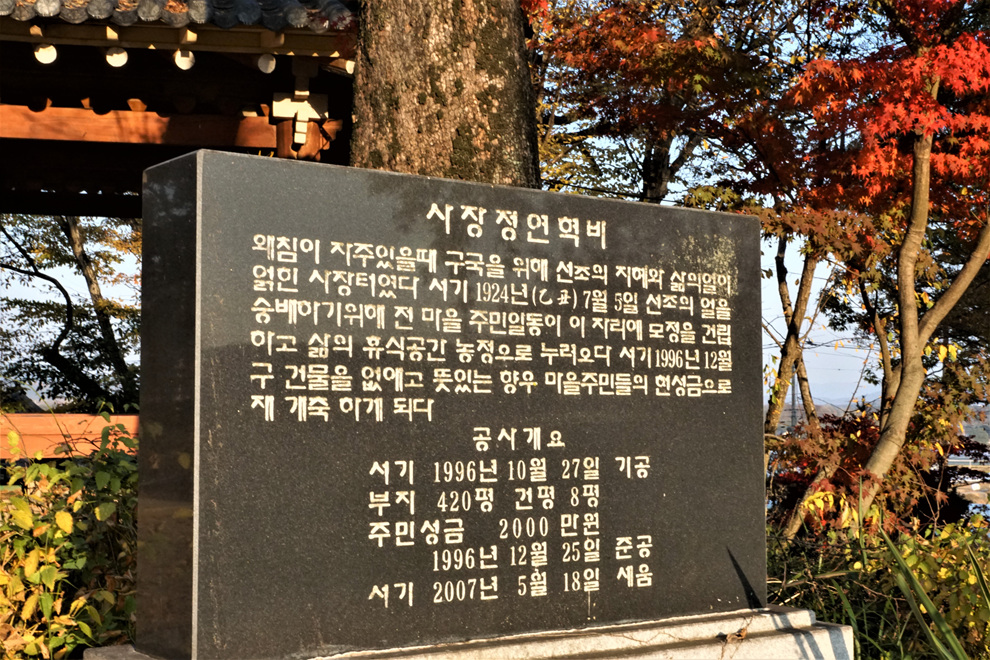 사장정연혁비
왜침이 자주있을때 구국을 위해 선조의 지혜와 삶의얼이
얽힌 사장터였다 서기 1924년(乙丑) 7월 5일 선조의 얼을
숭배하기위해 전 마을 주민일동이 이 자리에 모정을 건립
하고 삶의 휴식공간 농정으로 누려오다 서기 1996년 12월
구 건물을 없애고 뜻있는 향우 마을주민들의 헌성금으로
재 개축 하게 되다
공사개요
서기 1996년 10월 27일 기공
부지 420평 건평 8평
주민성금 2000 만원
1996년 12월 25일 준공
서기 2007년 5월 18일 세움